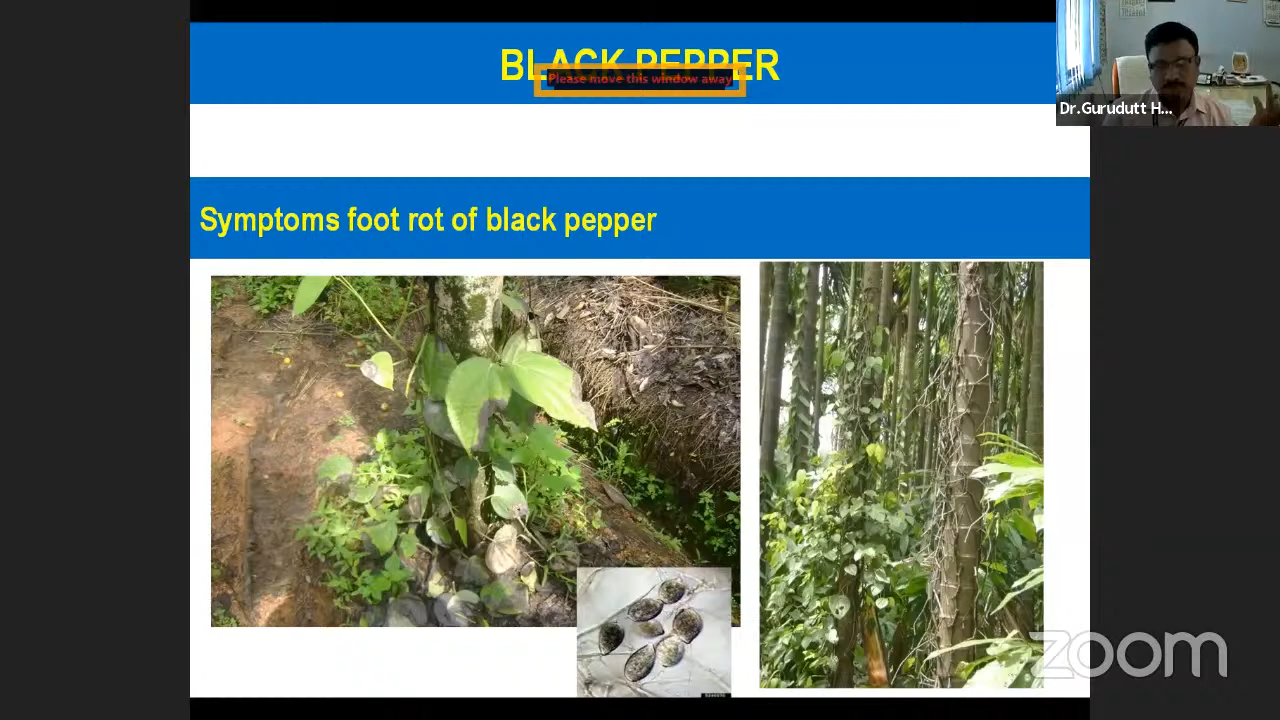 BLACK PEPPER
Please move this window away
Dr.Gurudutt H...
Symptoms foot rot of black pepper
zoom